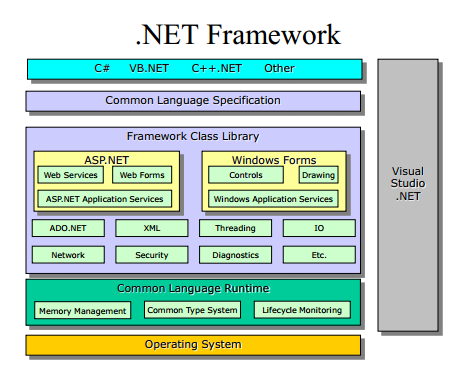 .NET Framework
C# VB.NET C++.NET Other
Common Language Specification
Framework Class Library
ASP.NET Windows Forms
Web Services Web Forms Controls Drawing
ASP.NET Application Services Windows Application Services
ADO.NET XML Threading IO
Network Security Diagnostics Etc.
Common Language Runtime
Memory Management Common Type System Lifecycle Monitoring
Operating System
Visual
Studio
.NET